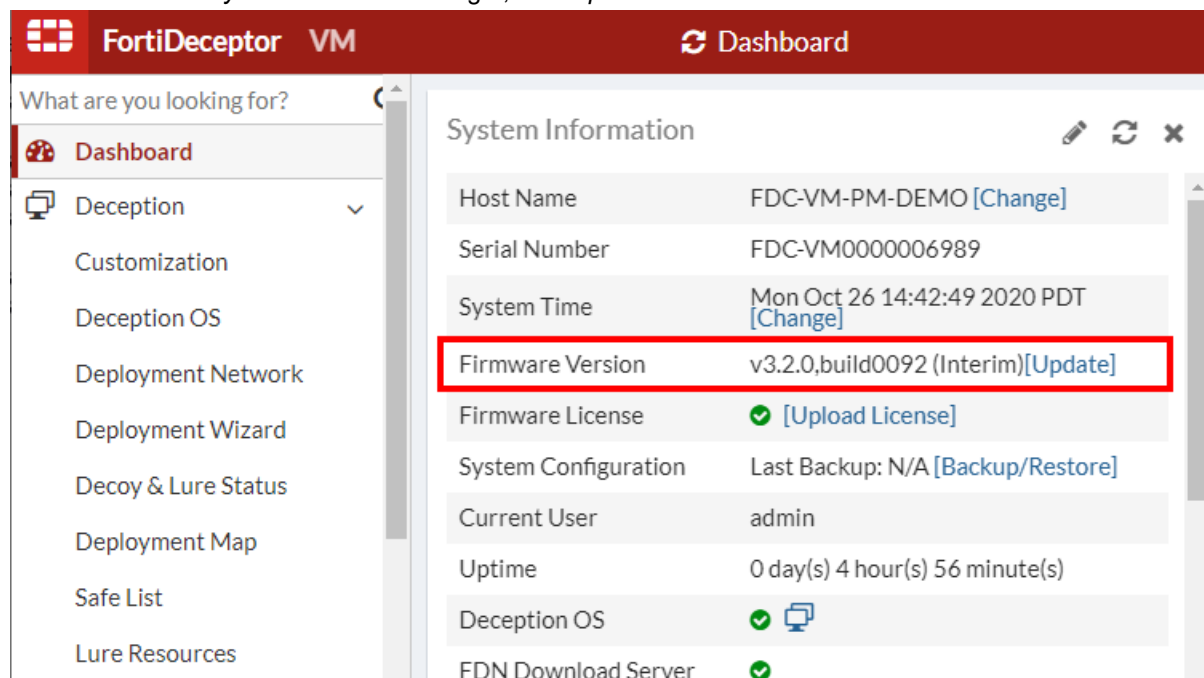 FortiDeceptor VM
Dashboard
What are you looking for?
Dashboard
Deception
Customization
Deception OS
Deployment Network
Deployment Wizard
Decoy & Lure Status
Deployment Map
Safe List
Lure Resources
System Information
Host Name FDC-VM-PM-DEMO [Change]
Serial Number FDC-VM0000006989
System Time Mon Oct 26 14:42:49 2020 PDT
[Change]
Firmware Version v3.2.0,build0092 (Interim)[Update]
Firmware License [Upload License]
System Configuration Last Backup: N/A [Backup/Restore]
Current User admin
Uptime 0 day(s) 4 hour(s) 56 minute(s)
Deception OS
FDN Download Server